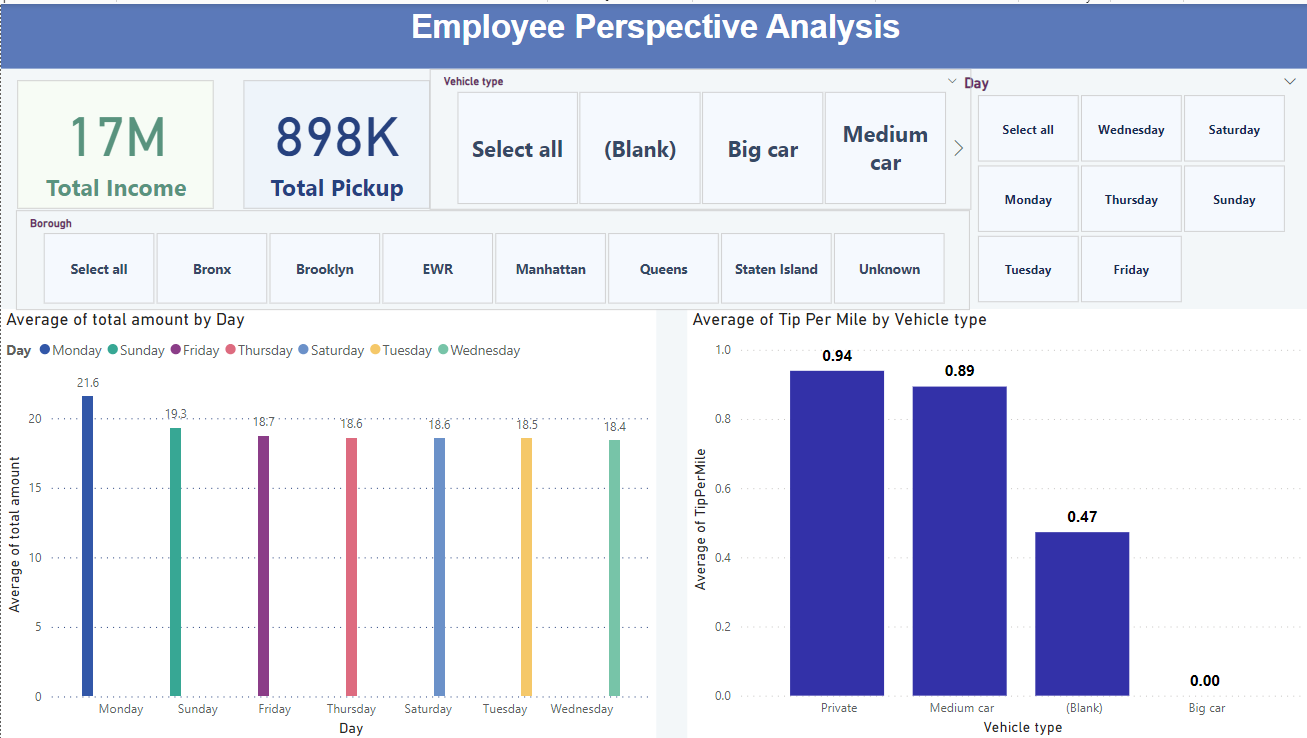 Employee Perspective Analysis
17M
Total Income
898K
Total Pickup
Vehicle type
Select all
(Blank)
Big car
Medium
car
Day
Select all
Wednesday
Saturday
Monday
Thursday
Sunday
Tuesday
Friday
Borough
Select all
Bronx
Brooklyn
EWR
Manhattan
Queens
Staten Island
Unknown
Average of total amount by Day
Day Monday Sunday Friday Thursday Saturday Tuesday Wednesday
Average of total amount
20
15
10
5
0
21.6
19.3
18.7
18.6
18.6
18.5
18.4
Monday
Sunday
Friday
Thursday
Saturday
Tuesday
Wednesday
Day
Average of Tip Per Mile by Vehicle type
Average of TipPerMile
1.0
0.8
0.6
0.4
0.2
0.0
0.94
0.89
0.47
0.00
Private
Medium car
(Blank)
Big car
Vehicle type